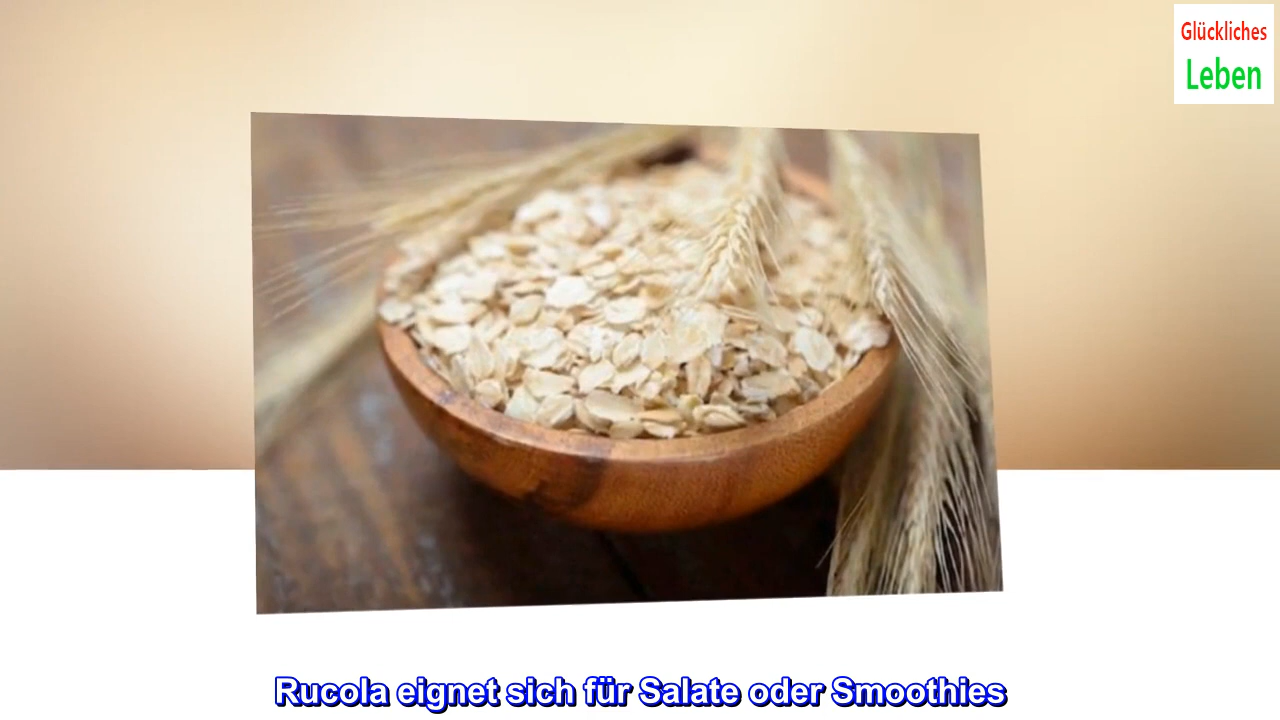 Glückliches
Leben
Rucola eignet sich für Salate oder Smoothies